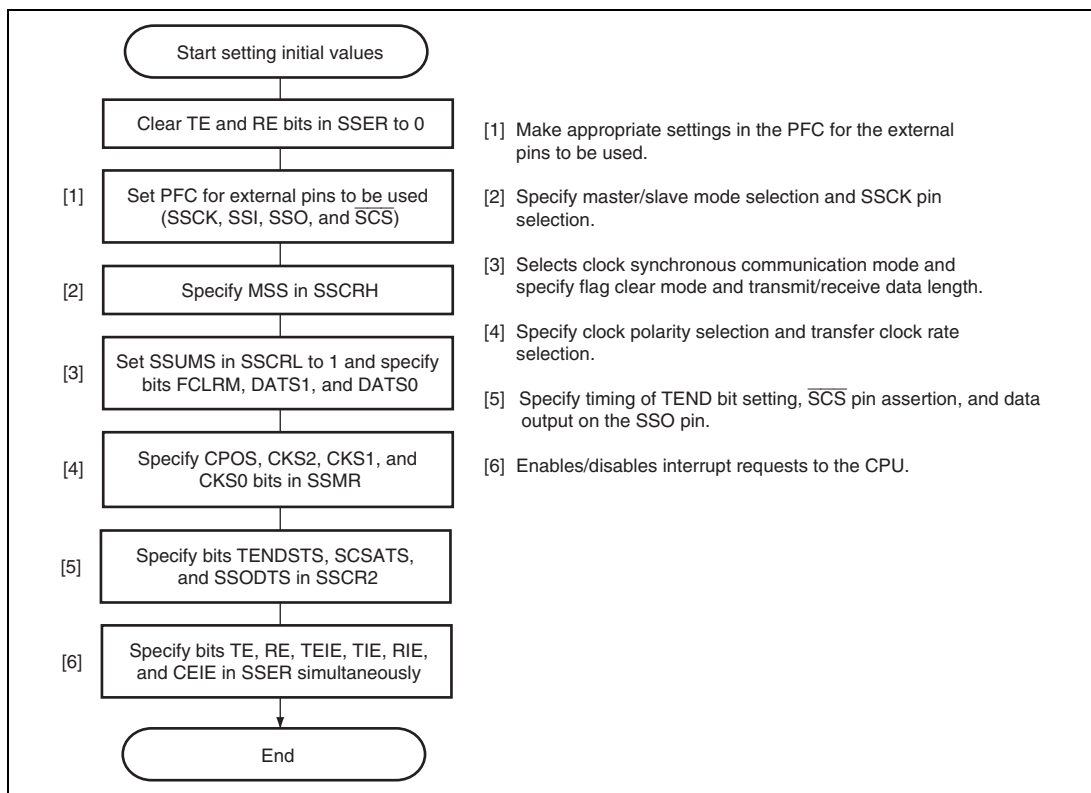 Start setting initial values
Clear TE and RE bits in SSER to 0
[1]
Set PFC for external pins to be used
(SSCK, SSI, SSO, and S̅C̅S̅)
[2]
Specify MSS in SSCRH
[3]
Set SSUMS in SSCRL to 1 and specify
bits FCLRM, DATS1, and DATS0
[4]
Specify CPOS, CKS2, CKS1, and
CKS0 bits in SSMR
[5]
Specify bits TENDSTS, SCSATS,
and SSODTS in SSCR2
[6]
Specify bits TE, RE, TEIE, TIE, RIE,
and CEIE in SSER simultaneously
End
[1] Make appropriate settings in the PFC for the external
pins to be used.
[2] Specify master/slave mode selection and SSCK pin
selection.
[3] Selects clock synchronous communication mode and
specify flag clear mode and transmit/receive data length.
[4] Specify clock polarity selection and transfer clock rate
selection.
[5] Specify timing of TEND bit setting, S̅C̅S̅ pin assertion, and data
output on the SSO pin.
[6] Enables/disables interrupt requests to the CPU.